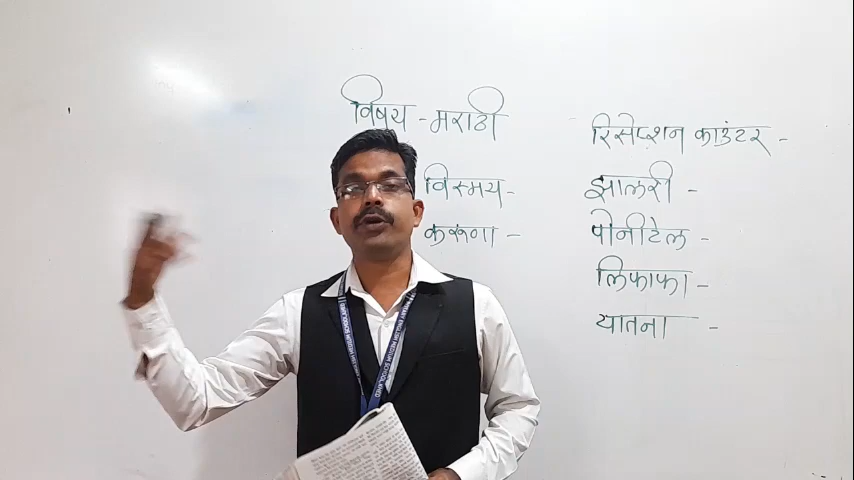 विषय - मराठी
विस्मय -
करुणा -
रिसेप्शन काउंटर -
झालरी -
पोनीटेल -
लिफाफा -
यातना -